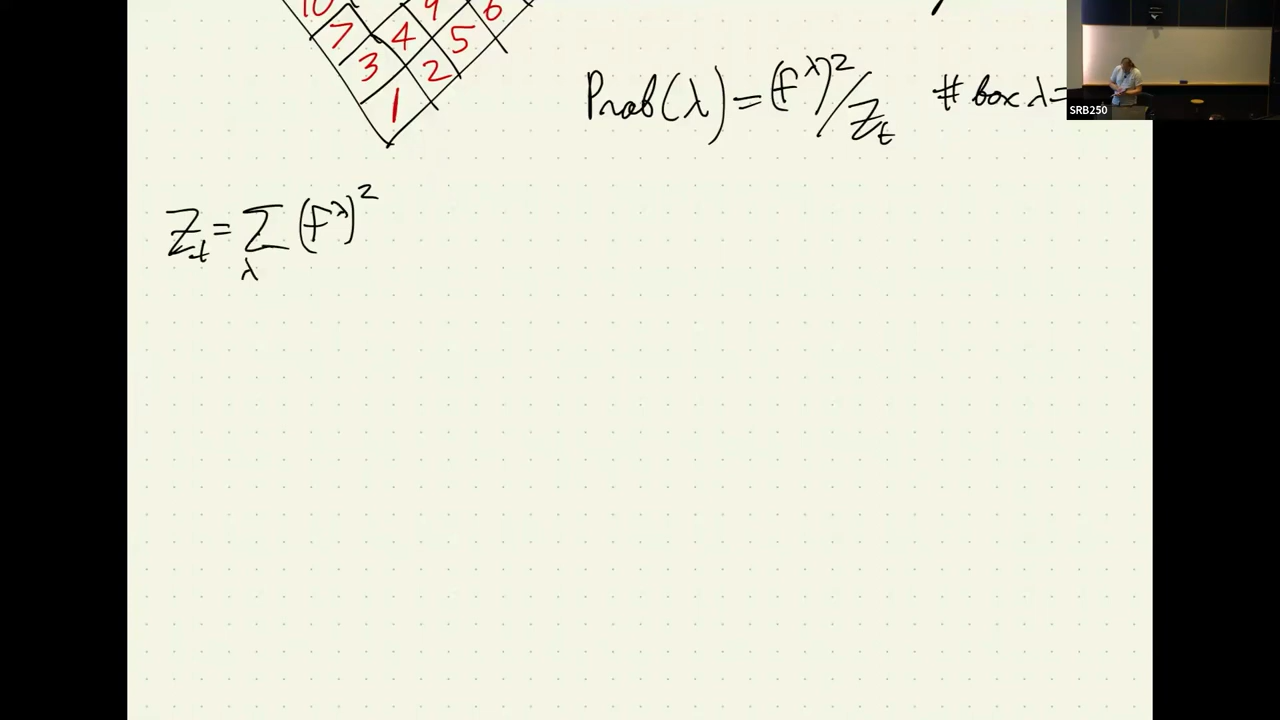 10 9 6
7 4 5
3 2
1
Prob(λ) = (f^λ)^2 / Z_t # box λ =
SRB250
Z_t = Σ_λ (f^λ)^2